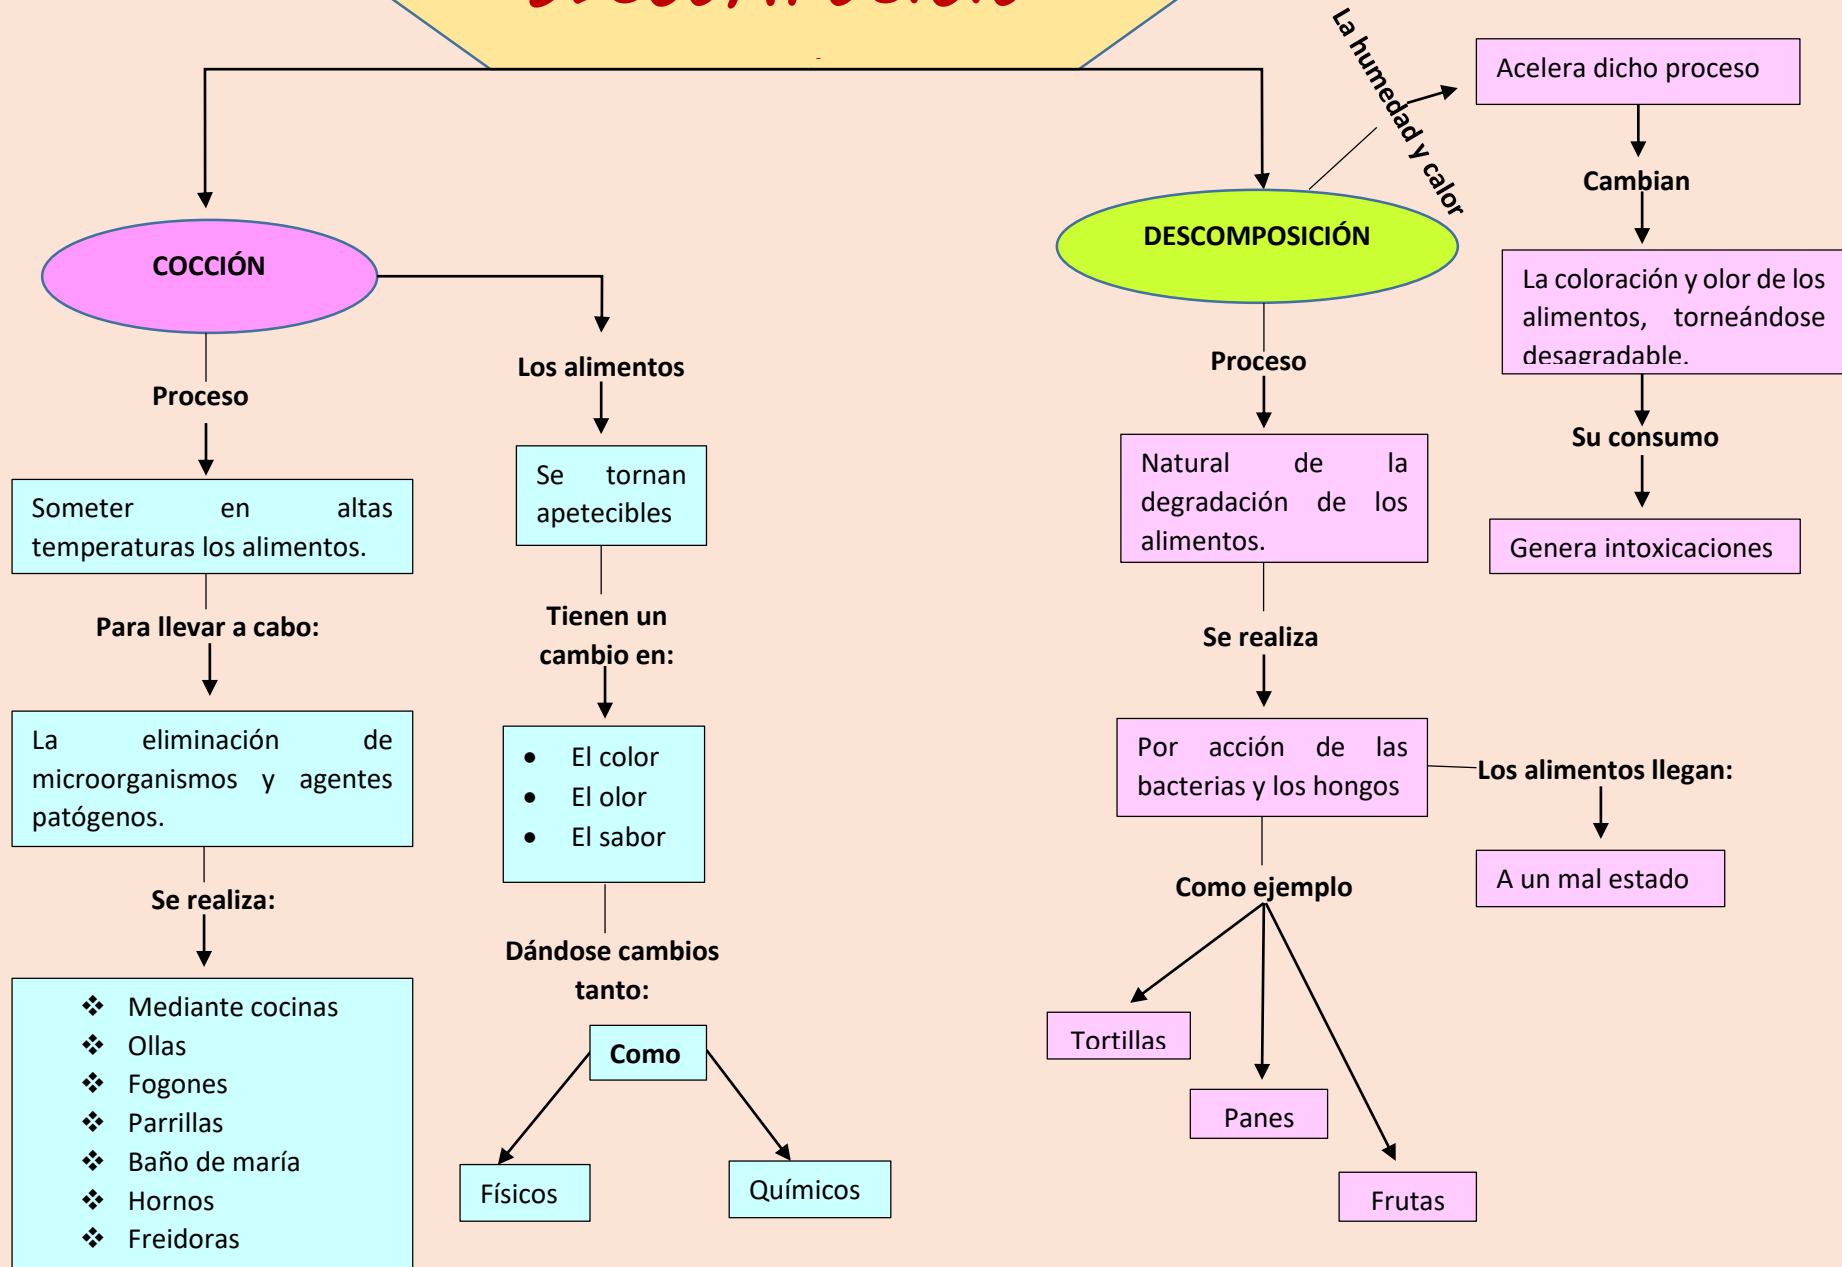 La humedad y calor
Acelera dicho proceso
Cambian
La coloración y olor de los
alimentos, torneándose
desagradable.
Su consumo
Genera intoxicaciones
COCCIÓN
Proceso
Someter en altas
temperaturas los alimentos.
Para llevar a cabo:
La eliminación de
microorganismos y agentes
patógenos.
Se realiza:
❖ Mediante cocinas
❖ Ollas
❖ Fogones
❖ Parrillas
❖ Baño de maría
❖ Hornos
❖ Freidoras
Los alimentos
Se tornan
apetecibles
Tienen un
cambio en:
• El color
• El olor
• El sabor
Dándose cambios
tanto:
Como
Físicos
Químicos
DESCOMPOSICIÓN
Proceso
Natural de la
degradación de los
alimentos.
Se realiza
Por acción de las
bacterias y los hongos
Los alimentos llegan:
A un mal estado
Como ejemplo
Tortillas
Panes
Frutas